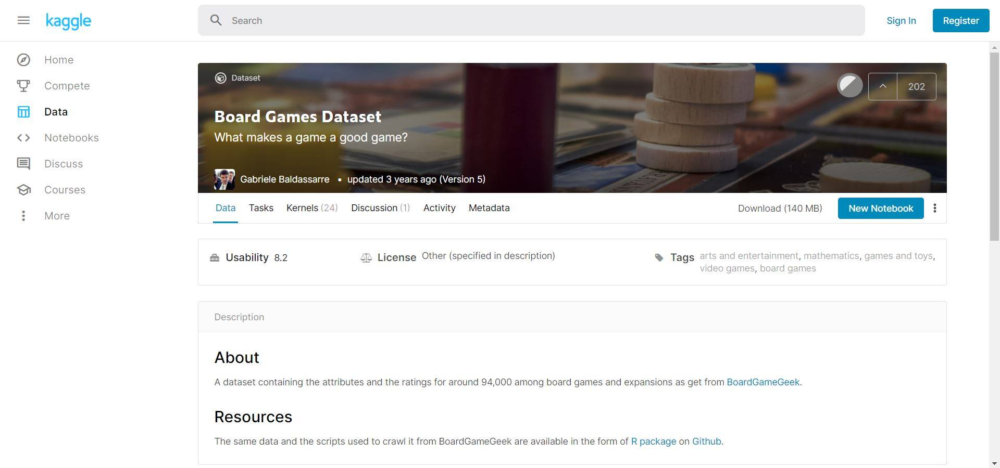 kaggle
Search
Sign In
Register
Home
Compete
Data
Notebooks
Discuss
Courses
More
Dataset
202
Board Games Dataset
What makes a game a good game?
Gabriele Baldassarre • updated 3 years ago (Version 5)
Data Tasks Kernels (24) Discussion (1) Activity Metadata
Download (140 MB) New Notebook
Usability 8.2
License Other (specified in description)
Tags arts and entertainment, mathematics, games and toys,
video games, board games
Description
About
A dataset containing the attributes and the ratings for around 94,000 among board games and expansions as get from BoardGameGeek.
Resources
The same data and the scripts used to crawl it from BoardGameGeek are available in the form of R package on Github.